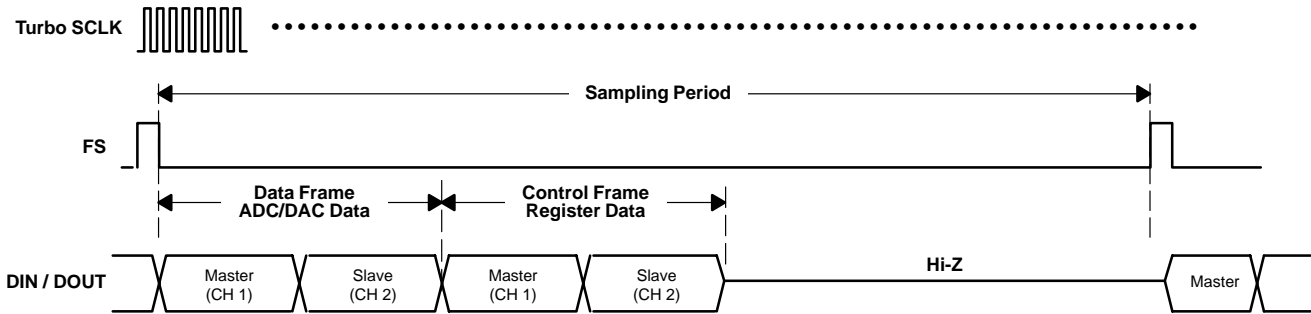 Turbo SCLK
Sampling Period
FS
Data Frame
ADC/DAC Data
Control Frame
Register Data
DIN / DOUT
Master
(CH 1)
Slave
(CH 2)
Master
(CH 1)
Slave
(CH 2)
Hi-Z
Master